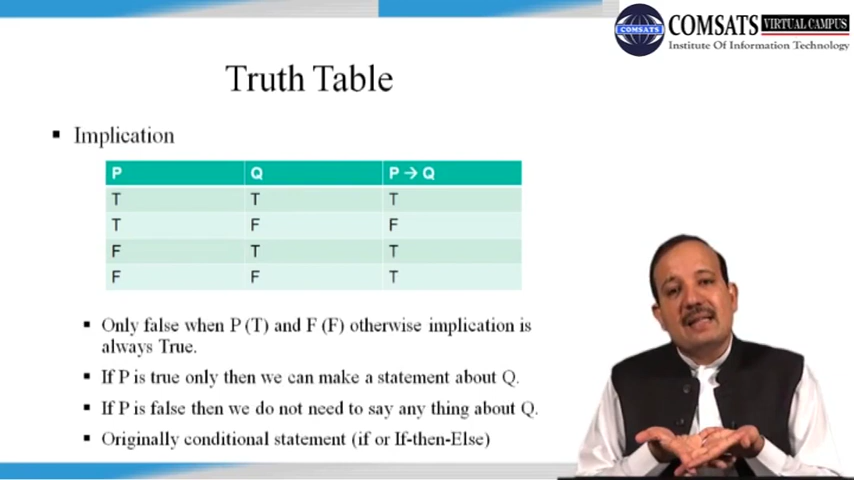 COMSATS
COMSATS VIRTUAL CAMPUS
Institute Of Information Technology
Truth Table
Implication
P Q P → Q
T T T
T F F
F T T
F F T
Only false when P (T) and F (F) otherwise implication is
always True.
If P is true only then we can make a statement about Q.
If P is false then we do not need to say any thing about Q.
Originally conditional statement (if or If-then-Else)